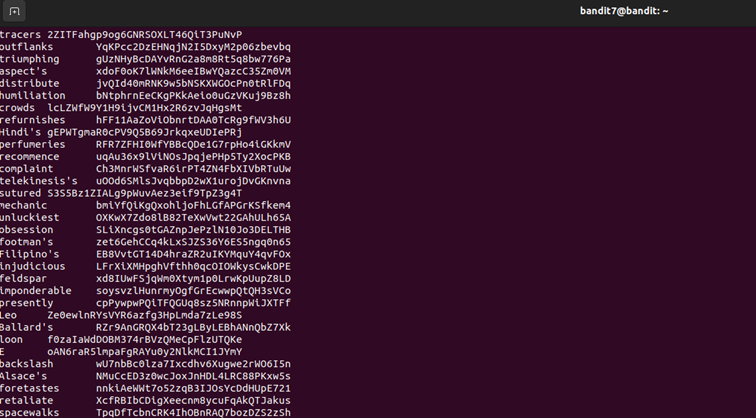 bandit7@bandit: ~
tracers 2ZITFahgp9og6GNRSOXLT46QiT3PuNvP
outflanks YqKPcc2DzEHNqjN2I5DxyM2p06zbevbq
triumphing gUzNHyBcDAYvRnG2a8m8Rt5q8bw776Pa
aspect's xdoF0oK7lWNkM6eeIBwYQazcC35Zm0VM
distribute jvQId40mRNK9w5bNSKXWGOcPn0tRlFDq
humiliation bNtphrnEeCKgPKkAeio0uGzVKuj9Bz8h
crowds lcLZWfW9Y1H9ijvCM1Hx2R6zvJqHgsMt
refurnishes hFF11AaZoViObnrtDAA0TcRg9fWV3h6U
Hindi's gEPWTgmaR0cPV9Q5B69JrkqxeUDIePRj
perfumeries RFR7ZFHI0WfYBBcQDe1G7rpHo4iGKkmV
recommence uqAu36x9lViNOsJpqjePHp5Ty2XocPKB
complaint Ch3MnrWSfvaR6irPT4ZN4FbXIVbRTuUw
telekinesis's uOOd6SMlsJvqbbpD2wX1urojDvGKnvna
sutured S3S5Bz1ZIALg9pWuvAez3eif9TpZ3g4T
mechanic bmiYfQiKgQxohljoFhLGfAPGrKSfkem4
unluckiest OXKwX7Zdo8lB82TeXwVwt22GAhULh65A
obsession SLiXncgs0tGAZnpJePzlN10Jo3DELTHB
footman's zet6GehCCq4kLxSJZS36Y6ES5ngq0n65
Filipino's EB8VvtGT14D4hraZR2uIKYMquY4qvFOx
injudicious LFrXiXMHpghVfthh0qcOIOWkysCwkDPE
feldspar xd8IUwFSjqWm0Xtym1p0LrwKpUupZ8LD
imponderable soysvzlHunrmyOgfGrEcwwpQtQH3sVCo
presently cpPywpwPQiTFQGUq8sz5NRnnpWiJXTFf
Leo Ze0ewlnRYsVYR6azfg3HpLmda7zLe98S
Ballard's RZr9AnGRQX4bT23gLByLEBhANnQbZ7Xk
loon f0zaIaWdDOBM374rBVzQMeCpFlzUTQKe
E oAN6raR5lmpaFgRAYu0y2NlkMCI1JYmY
backslash wU7nbBc0lza7Ixcdhv6Xugwe2rWO6I5n
Alsace's NMuCcED3z0wcJoxJnHDL4LRC88PKxw5s
foretastes nnkiAeWWt7o52zqB3IJOsYcDdHUpE721
retaliate XcfRBIbCDigXeecnm8ycuFqAkQTJakus
spacewalks TpqDfTcbnCRK4IhOBnRAQ7bozDZS2zSh